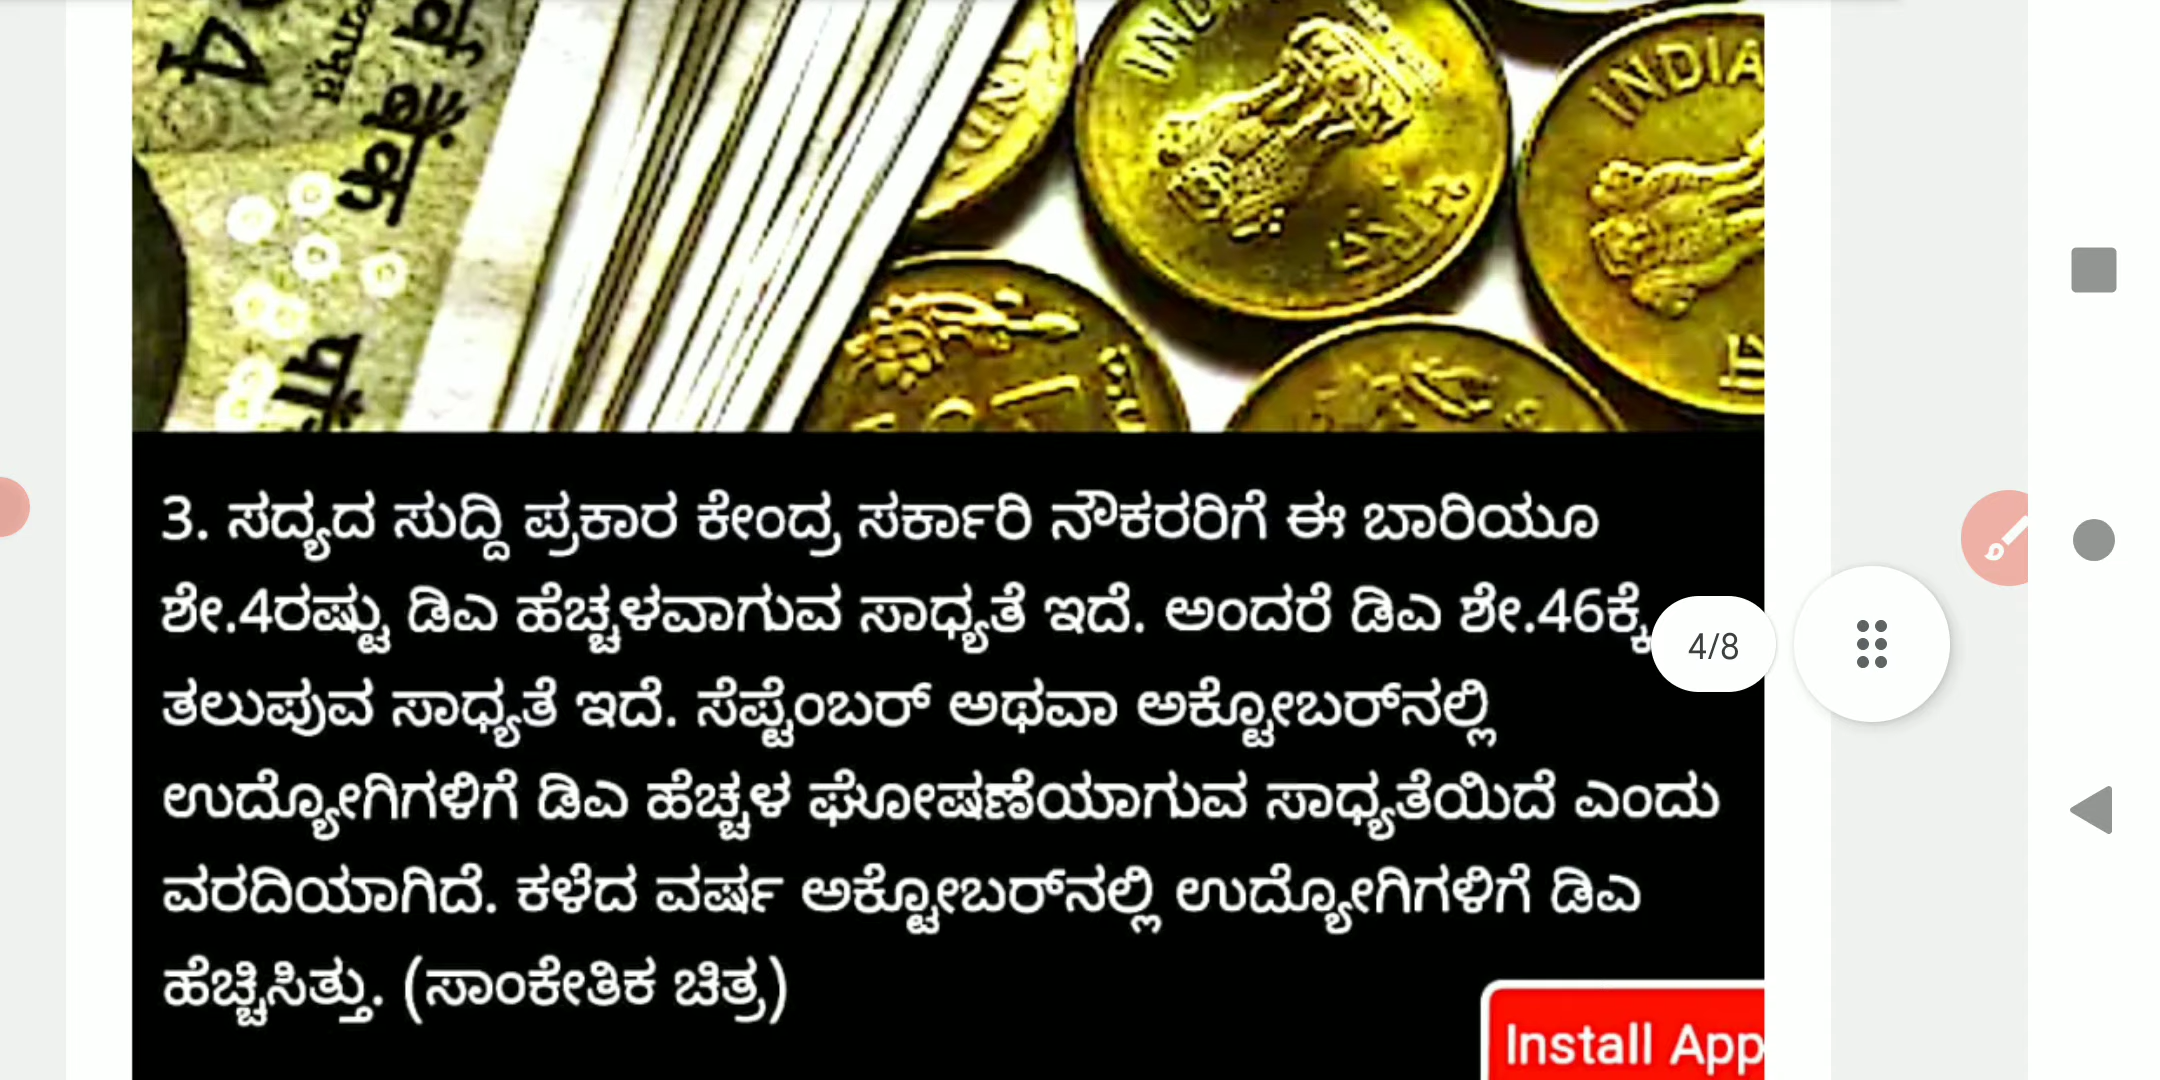 INDIA
INDIA
3. ಸದ್ಯದ ಸುದ್ದಿ ಪ್ರಕಾರ ಕೇಂದ್ರ ಸರ್ಕಾರಿ ನೌಕರರಿಗೆ ಈ ಬಾರಿಯೂ
ಶೇ.4ರಷ್ಟು ಡಿಎ ಹೆಚ್ಚಳವಾಗುವ ಸಾಧ್ಯತೆ ಇದೆ. ಅಂದರೆ ಡಿಎ ಶೇ.46ಕ್ಕೆ
4/8
ತಲುಪುವ ಸಾಧ್ಯತೆ ಇದೆ. ಸೆಪ್ಟೆಂಬರ್ ಅಥವಾ ಅಕ್ಟೋಬರ್‌ನಲ್ಲಿ
ಉದ್ಯೋಗಿಗಳಿಗೆ ಡಿಎ ಹೆಚ್ಚಳ ಘೋಷಣೆಯಾಗುವ ಸಾಧ್ಯತೆಯಿದೆ ಎಂದು
ವರದಿಯಾಗಿದೆ. ಕಳೆದ ವರ್ಷ ಅಕ್ಟೋಬರ್‌ನಲ್ಲಿ ಉದ್ಯೋಗಿಗಳಿಗೆ ಡಿಎ
ಹೆಚ್ಚಿಸಿತ್ತು. (ಸಾಂಕೇತಿಕ ಚಿತ್ರ)
Install App